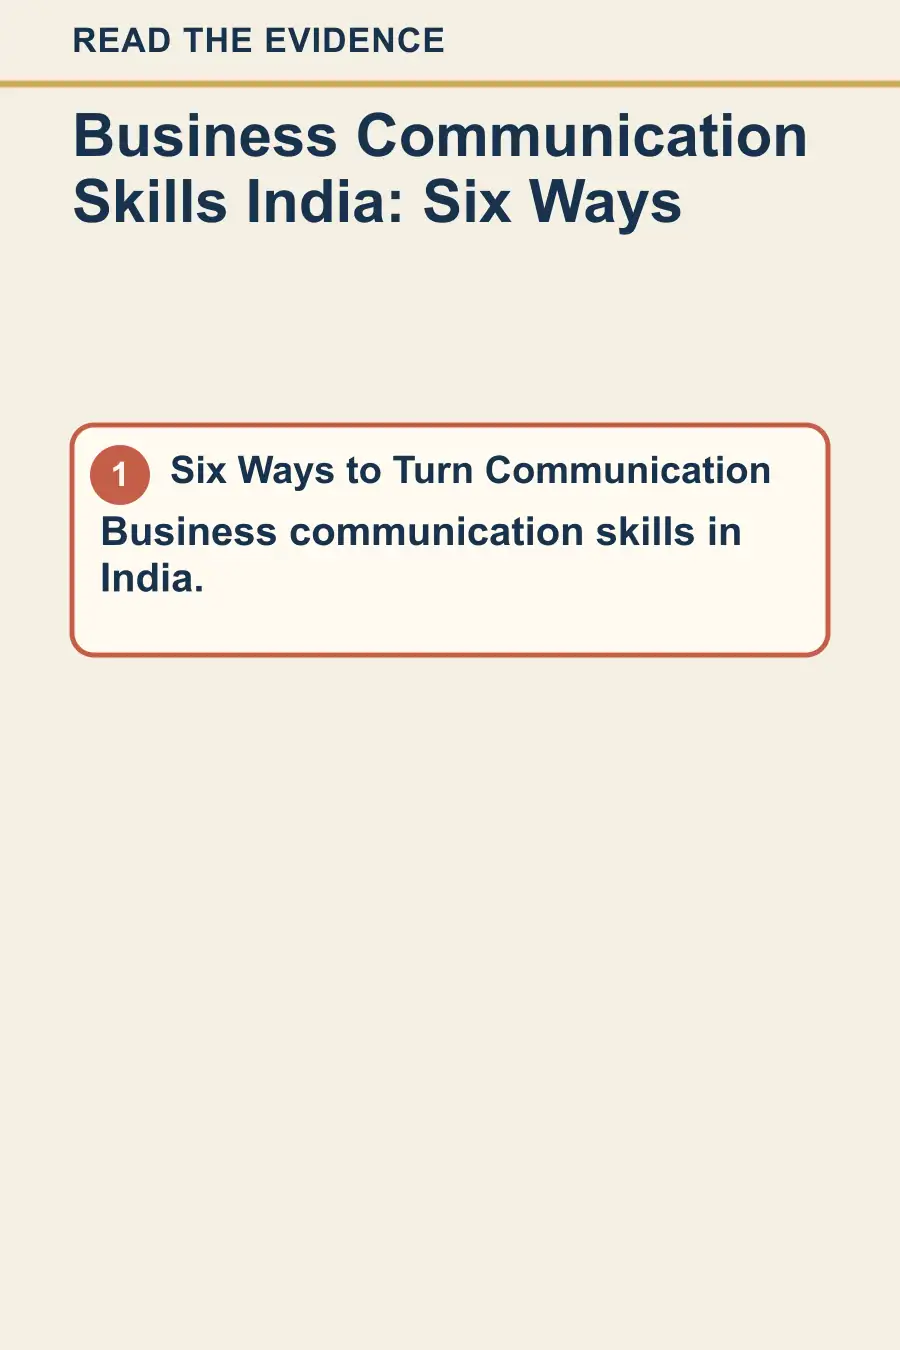 READ THE EVIDENCE
Business Communication
Skills India: Six Ways
1 Six Ways to Turn Communication
Business communication skills in
India.